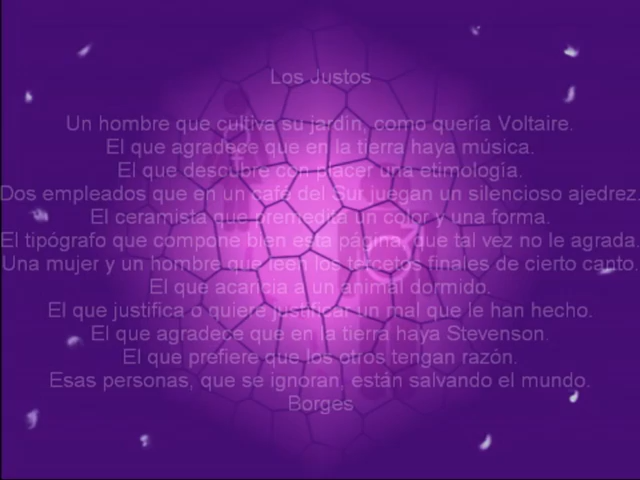 Los Justos
Un hombre que cultiva su jardín, como quería Voltaire.
El que agradece que en la tierra haya música.
El que descubre con placer una etimología.
Dos empleados que en un café del Sur juegan un silencioso ajedrez.
El ceramista que premedita un color y una forma.
El tipógrafo que compone bien esta página, que tal vez no le agrada.
Una mujer y un hombre que leen los tercetos finales de cierto canto.
El que acaricia a un animal dormido.
El que justifica o quiere justificar un mal que le han hecho.
El que agradece que en la tierra haya Stevenson.
El que prefiere que los otros tengan razón.
Esas personas, que se ignoran, están salvando el mundo.
Borges